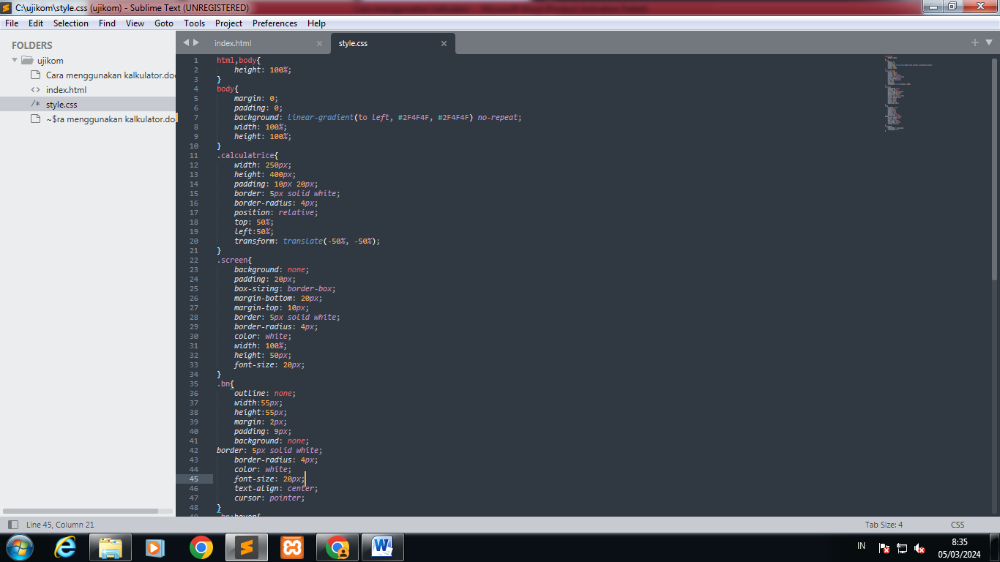 C:\ujikom\style.css (ujikom) - Sublime Text (UNREGISTERED)
File Edit Selection Find View Goto Tools Project Preferences Help
FOLDERS
ujikom
Cara menggunakan kalkulator.do
index.html
style.css
~$ra menggunakan kalkulator.do
index.html
style.css
1 html,body{
2 height: 100%;
3 }
4 body{
5 margin: 0;
6 padding: 0;
7 background: linear-gradient(to left, #2F4F4F, #2F4F4F) no-repeat;
8 width: 100%;
9 height: 100%;
10 }
11 .calculatrice{
12 width: 250px;
13 height: 400px;
14 padding: 10px 20px;
15 border: 5px solid white;
16 border-radius: 4px;
17 position: relative;
18 top: 50%;
19 left:50%;
20 transform: translate(-50%, -50%);
21 }
22 .screen{
23 background: none;
24 padding: 20px;
25 box-sizing: border-box;
26 margin-bottom: 20px;
27 margin-top: 10px;
28 border: 5px solid white;
29 border-radius: 4px;
30 color: white;
31 width: 100%;
32 height: 50px;
33 font-size: 20px;
34 }
35 .bn{
36 outline: none;
37 width:55px;
38 height:55px;
39 margin: 2px;
40 padding: 9px;
41 background: none;
42 border: 5px solid white;
43 border-radius: 4px;
44 color: white;
45 font-size: 20px;
46 text-align: center;
47 cursor: pointer;
48 }
Line 45, Column 21
Tab Size: 4
CSS
IN
8:35
05/03/2024